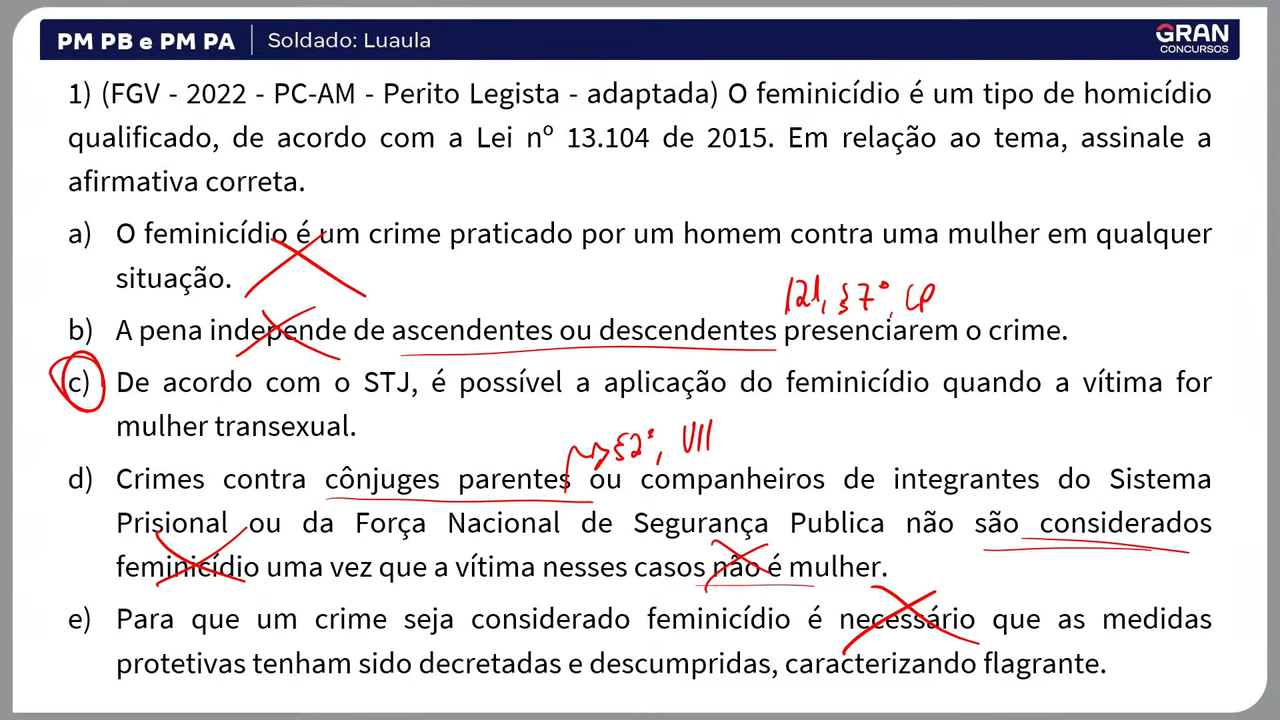 PM PB e PM PA | Soldado: Luaula
GRAN
CONCURSOS
1) (FGV - 2022 - PC-AM - Perito Legista - adaptada) O feminicídio é um tipo de homicídio
qualificado, de acordo com a Lei nº 13.104 de 2015. Em relação ao tema, assinale a
afirmativa correta.
a) O feminicídio é um crime praticado por um homem contra uma mulher em qualquer
situação.
121, §7º, CP
b) A pena independe de ascendentes ou descendentes presenciarem o crime.
c) De acordo com o STJ, é possível a aplicação do feminicídio quando a vítima for
mulher transexual.
§2º, VII
d) Crimes contra cônjuges parentes ou companheiros de integrantes do Sistema
Prisional ou da Força Nacional de Segurança Publica não são considerados
feminicídio uma vez que a vítima nesses casos não é mulher.
e) Para que um crime seja considerado feminicídio é necessário que as medidas
protetivas tenham sido decretadas e descumpridas, caracterizando flagrante.